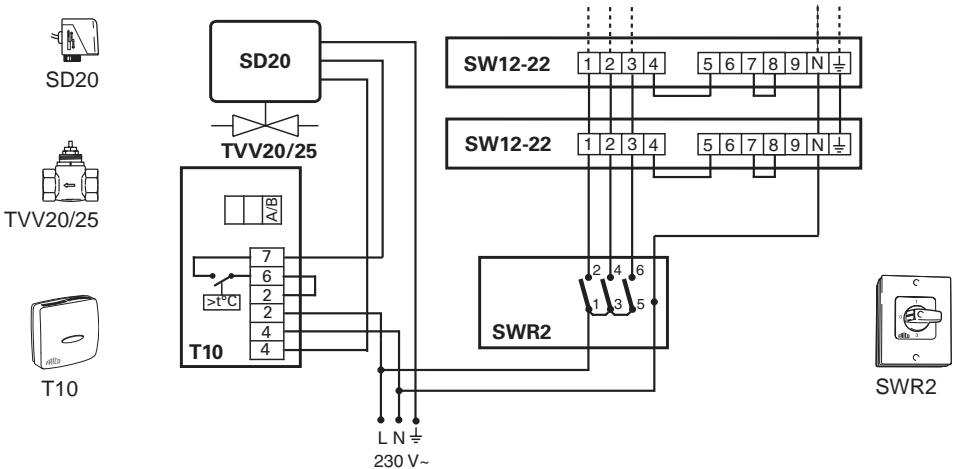 SD20
TVV20/25
T10
SD20
TVV20/25
A/B
7
6
2
2
4
4
>t°C
T10
L N
230 V~
SW12-22 1 2 3 4 5 6 7 8 9 N
SW12-22 1 2 3 4 5 6 7 8 9 N
2 4 6
1 3 5
SWR2
SWR2